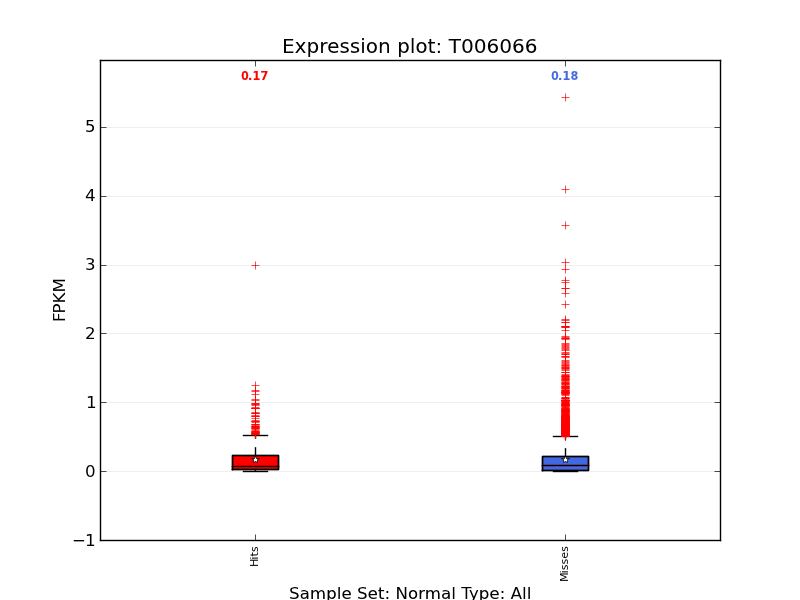 Expression plot: T006066
0.17
0.18
5
4
3
2
1
0
−1
FPKM
Hits
Misses
Sample Set: Normal Type: All